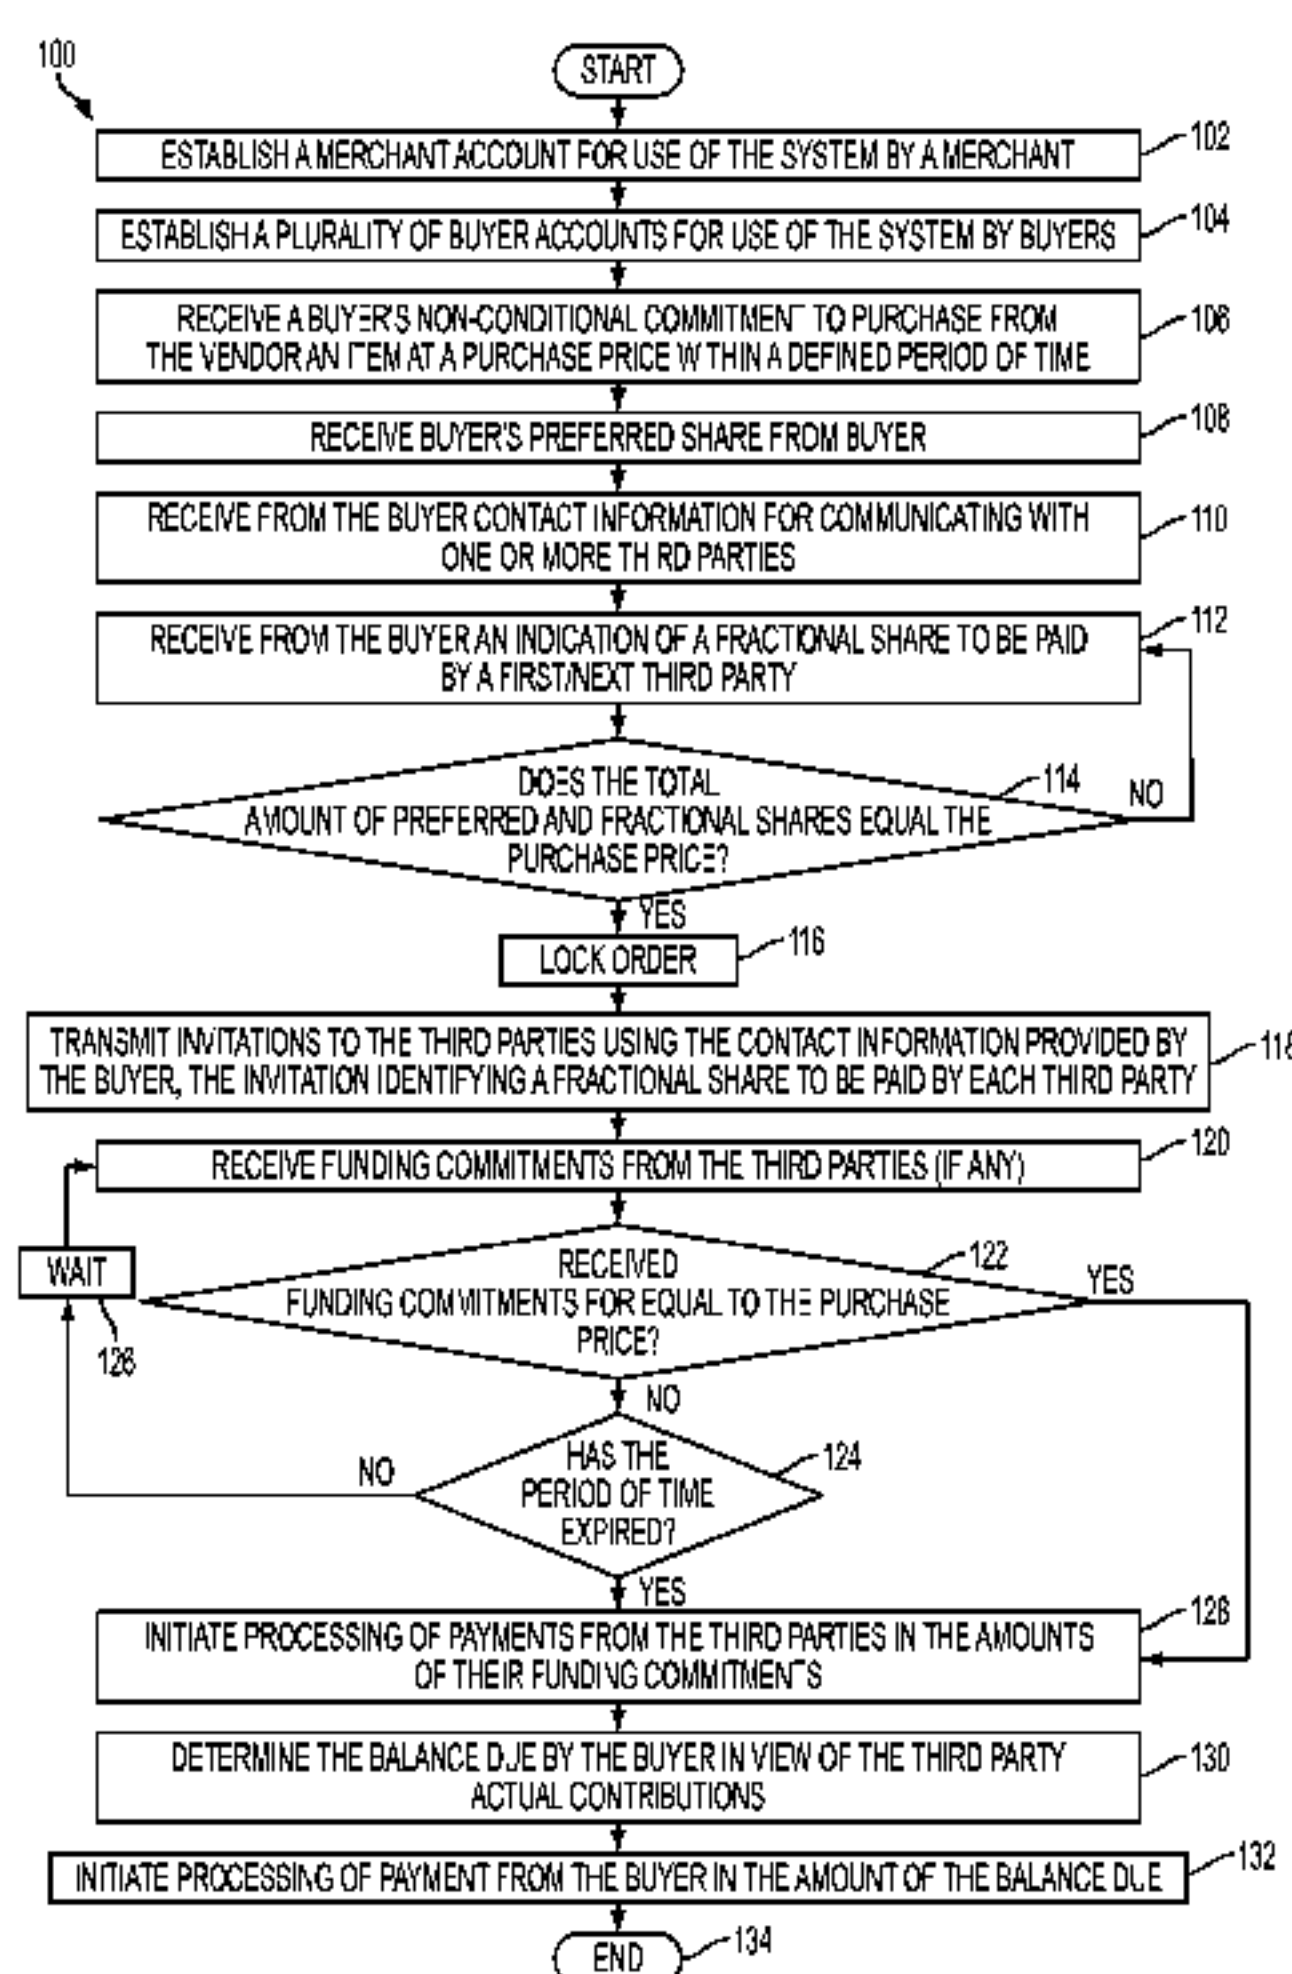 100
START
ESTABLISH A MERCHANT ACCOUNT FOR USE OF THE SYSTEM BY A MERCHANT
102
ESTABLISH A PLURALITY OF BUYER ACCOUNTS FOR USE OF THE SYSTEM BY BUYERS
104
RECEIVE A BUYER'S NON-CONDITIONAL COMMITMENT TO PURCHASE FROM
THE VENDOR AN ITEM AT A PURCHASE PRICE WITHIN A DEFINED PERIOD OF TIME
106
RECEIVE BUYER'S PREFERRED SHARE FROM BUYER
108
RECEIVE FROM THE BUYER CONTACT INFORMATION FOR COMMUNICATING WITH
ONE OR MORE THIRD PARTIES
110
RECEIVE FROM THE BUYER AN INDICATION OF A FRACTIONAL SHARE TO BE PAID
BY A FIRST/NEXT THIRD PARTY
112
DOES THE TOTAL
AMOUNT OF PREFERRED AND FRACTIONAL SHARES EQUAL THE
PURCHASE PRICE?
114
NO
YES
LOCK ORDER
116
TRANSMIT INVITATIONS TO THE THIRD PARTIES USING THE CONTACT INFORMATION PROVIDED BY
THE BUYER, THE INVITATION IDENTIFYING A FRACTIONAL SHARE TO BE PAID BY EACH THIRD PARTY
118
RECEIVE FUNDING COMMITMENTS FROM THE THIRD PARTIES (IF ANY)
120
WAIT
126
RECEIVED
FUNDING COMMITMENTS FOR EQUAL TO THE PURCHASE
PRICE?
122
YES
NO
HAS THE
PERIOD OF TIME
EXPIRED?
124
NO
YES
INITIATE PROCESSING OF PAYMENTS FROM THE THIRD PARTIES IN THE AMOUNTS
OF THEIR FUNDING COMMITMENTS
128
DETERMINE THE BALANCE DUE BY THE BUYER IN VIEW OF THE THIRD PARTY
ACTUAL CONTRIBUTIONS
130
INITIATE PROCESSING OF PAYMENT FROM THE BUYER IN THE AMOUNT OF THE BALANCE DUE
132
END
134